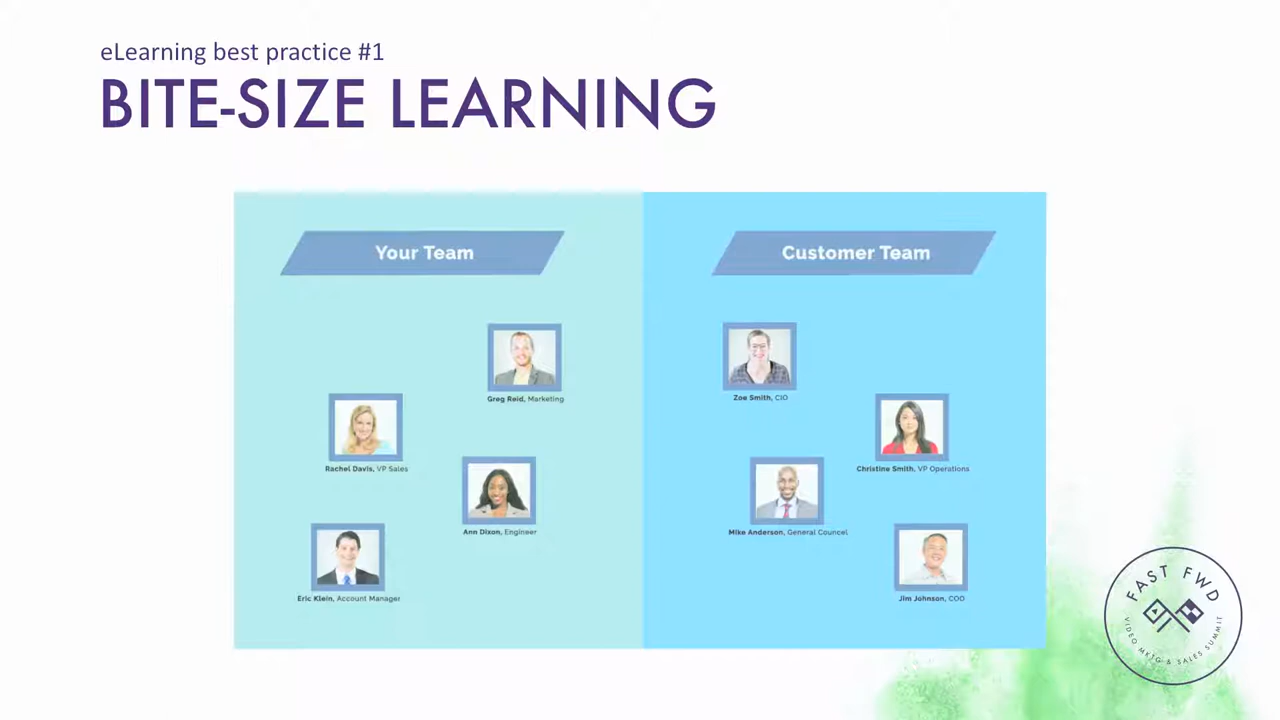 eLearning best practice #1
BITE-SIZE LEARNING
Your Team
Customer Team
Greg Reid, Marketing
Zoe Smith, CIO
Rachel Davis, VP Sales
Christine Smith, VP Operations
Ann Dixon, Engineer
Mike Anderson, General Councel
Eric Klein, Account Manager
Jim Johnson, COO
FAST FWD
VIDEO MKTG & SALES SUMMIT